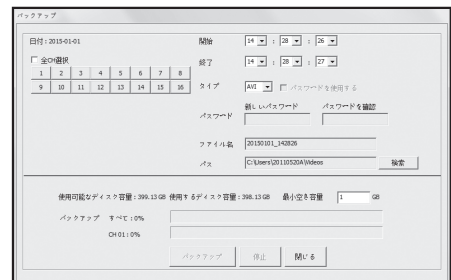 バックアップ
日付 : 2015-01-01
全CH選択
1 2 3 4 5 6 7 8
9 10 11 12 13 14 15 16
開始 14 : 28 : 26
終了 14 : 28 : 27
タイプ AVI パスワードを使用する
新しいパスワード パスワードを確認
パスワード
ファイル名 20150101_142826
パス C:\Users\20110520A\Videos 検索
使用可能なディスク容量 : 399.13 GB 使用するディスク容量 : 398.13 GB 最小空き容量 1 GB
バックアップ すべて : 0%
CH 01 : 0%
バックアップ 停止 閉じる